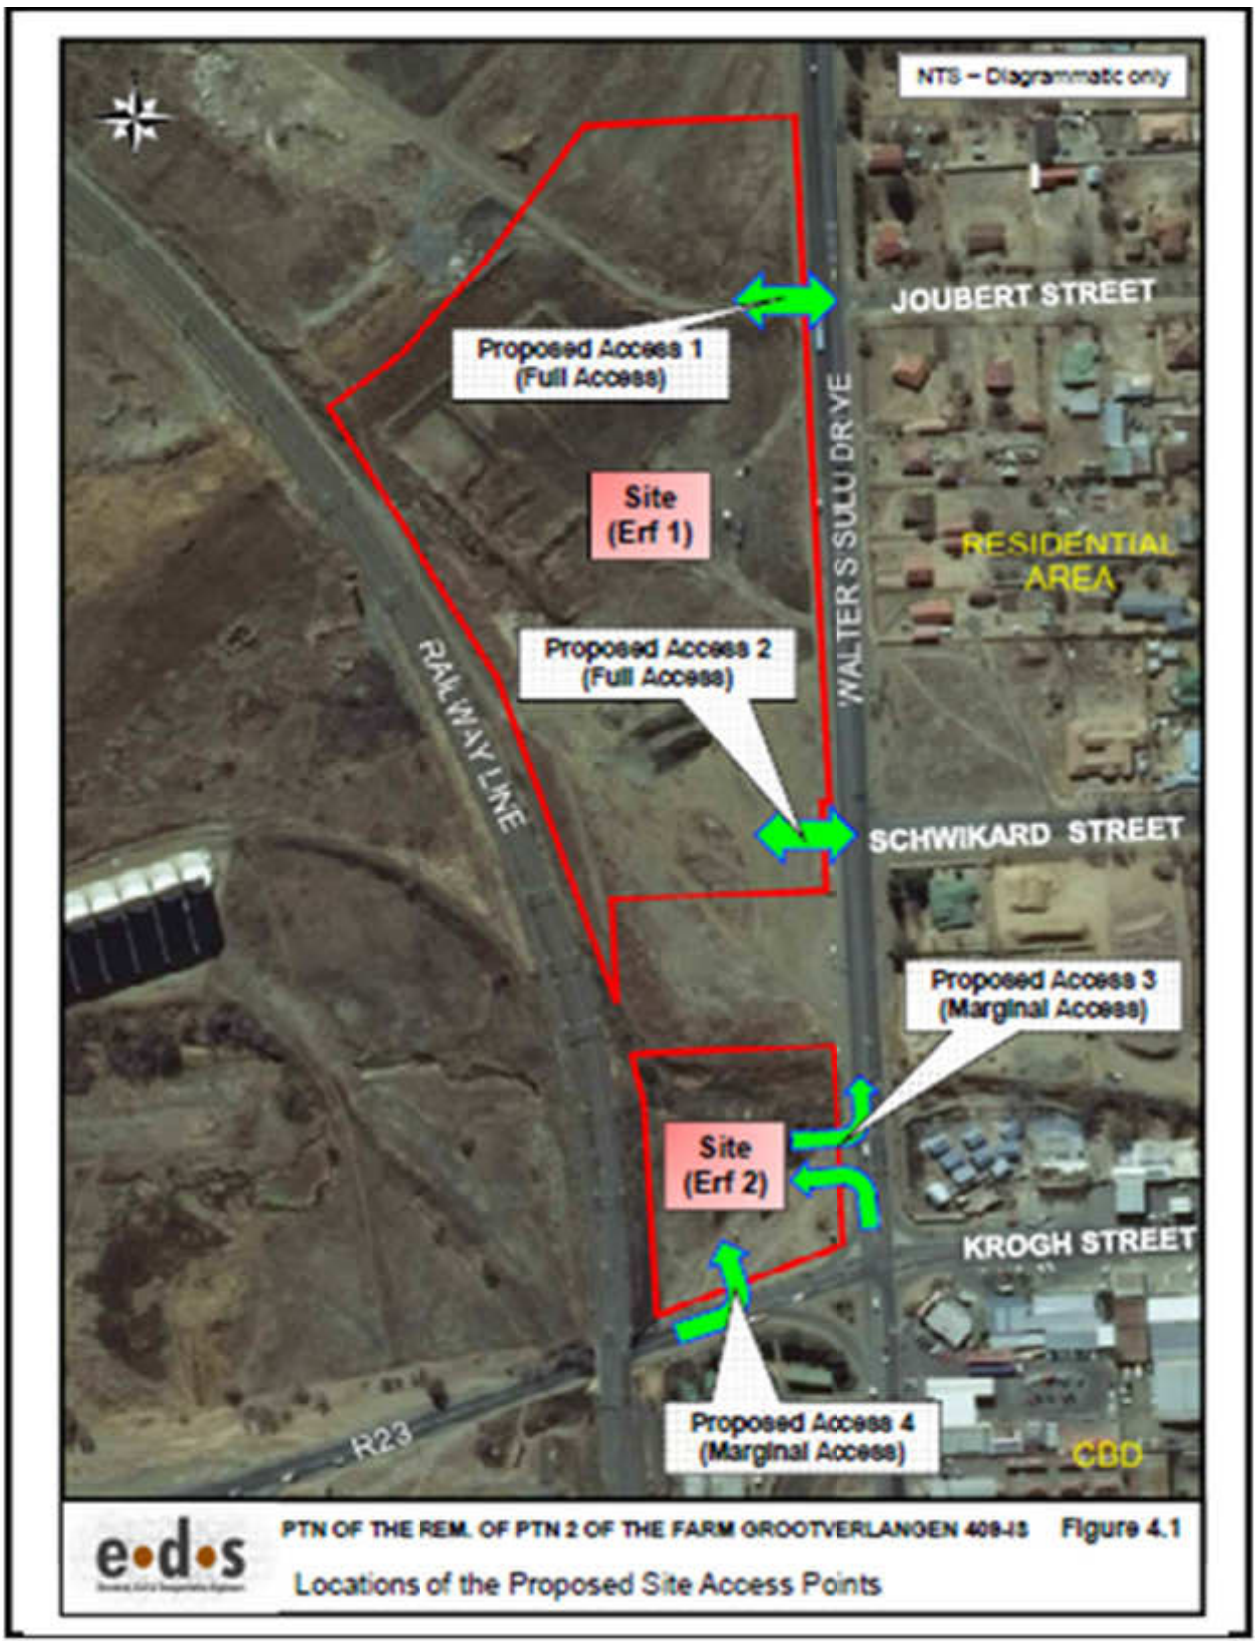 NTS – Diagrammatic only
JOUBERT STREET
Proposed Access 1
(Full Access)
WALTER SISULU DRIVE
Site
(Erf 1)
RESIDENTIAL
AREA
Proposed Access 2
(Full Access)
RAILWAY LINE
SCHWIKARD STREET
Proposed Access 3
(Marginal Access)
Site
(Erf 2)
KROGH STREET
Proposed Access 4
(Marginal Access)
R23
CBD
e•d•s
PTN OF THE REM. OF PTN 2 OF THE FARM GROOTVERLANGEN 409-IS Figure 4.1
Locations of the Proposed Site Access Points